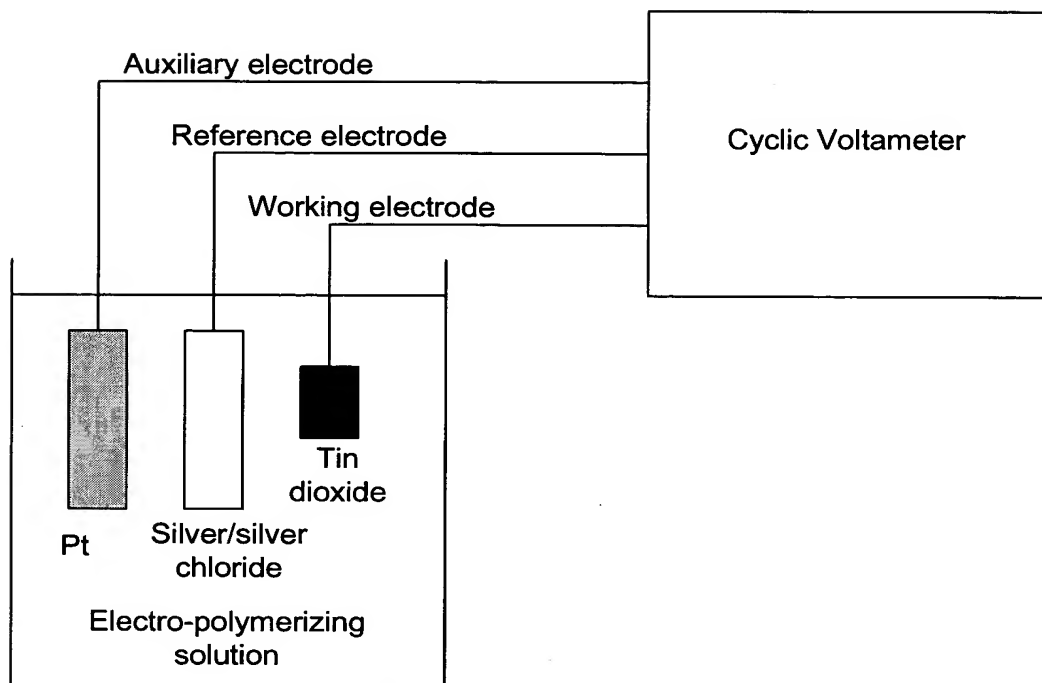 Auxiliary electrode
Reference electrode
Cyclic Voltameter
Working electrode
Tin
dioxide
Pt
Silver/silver
chloride
Electro-polymerizing
solution